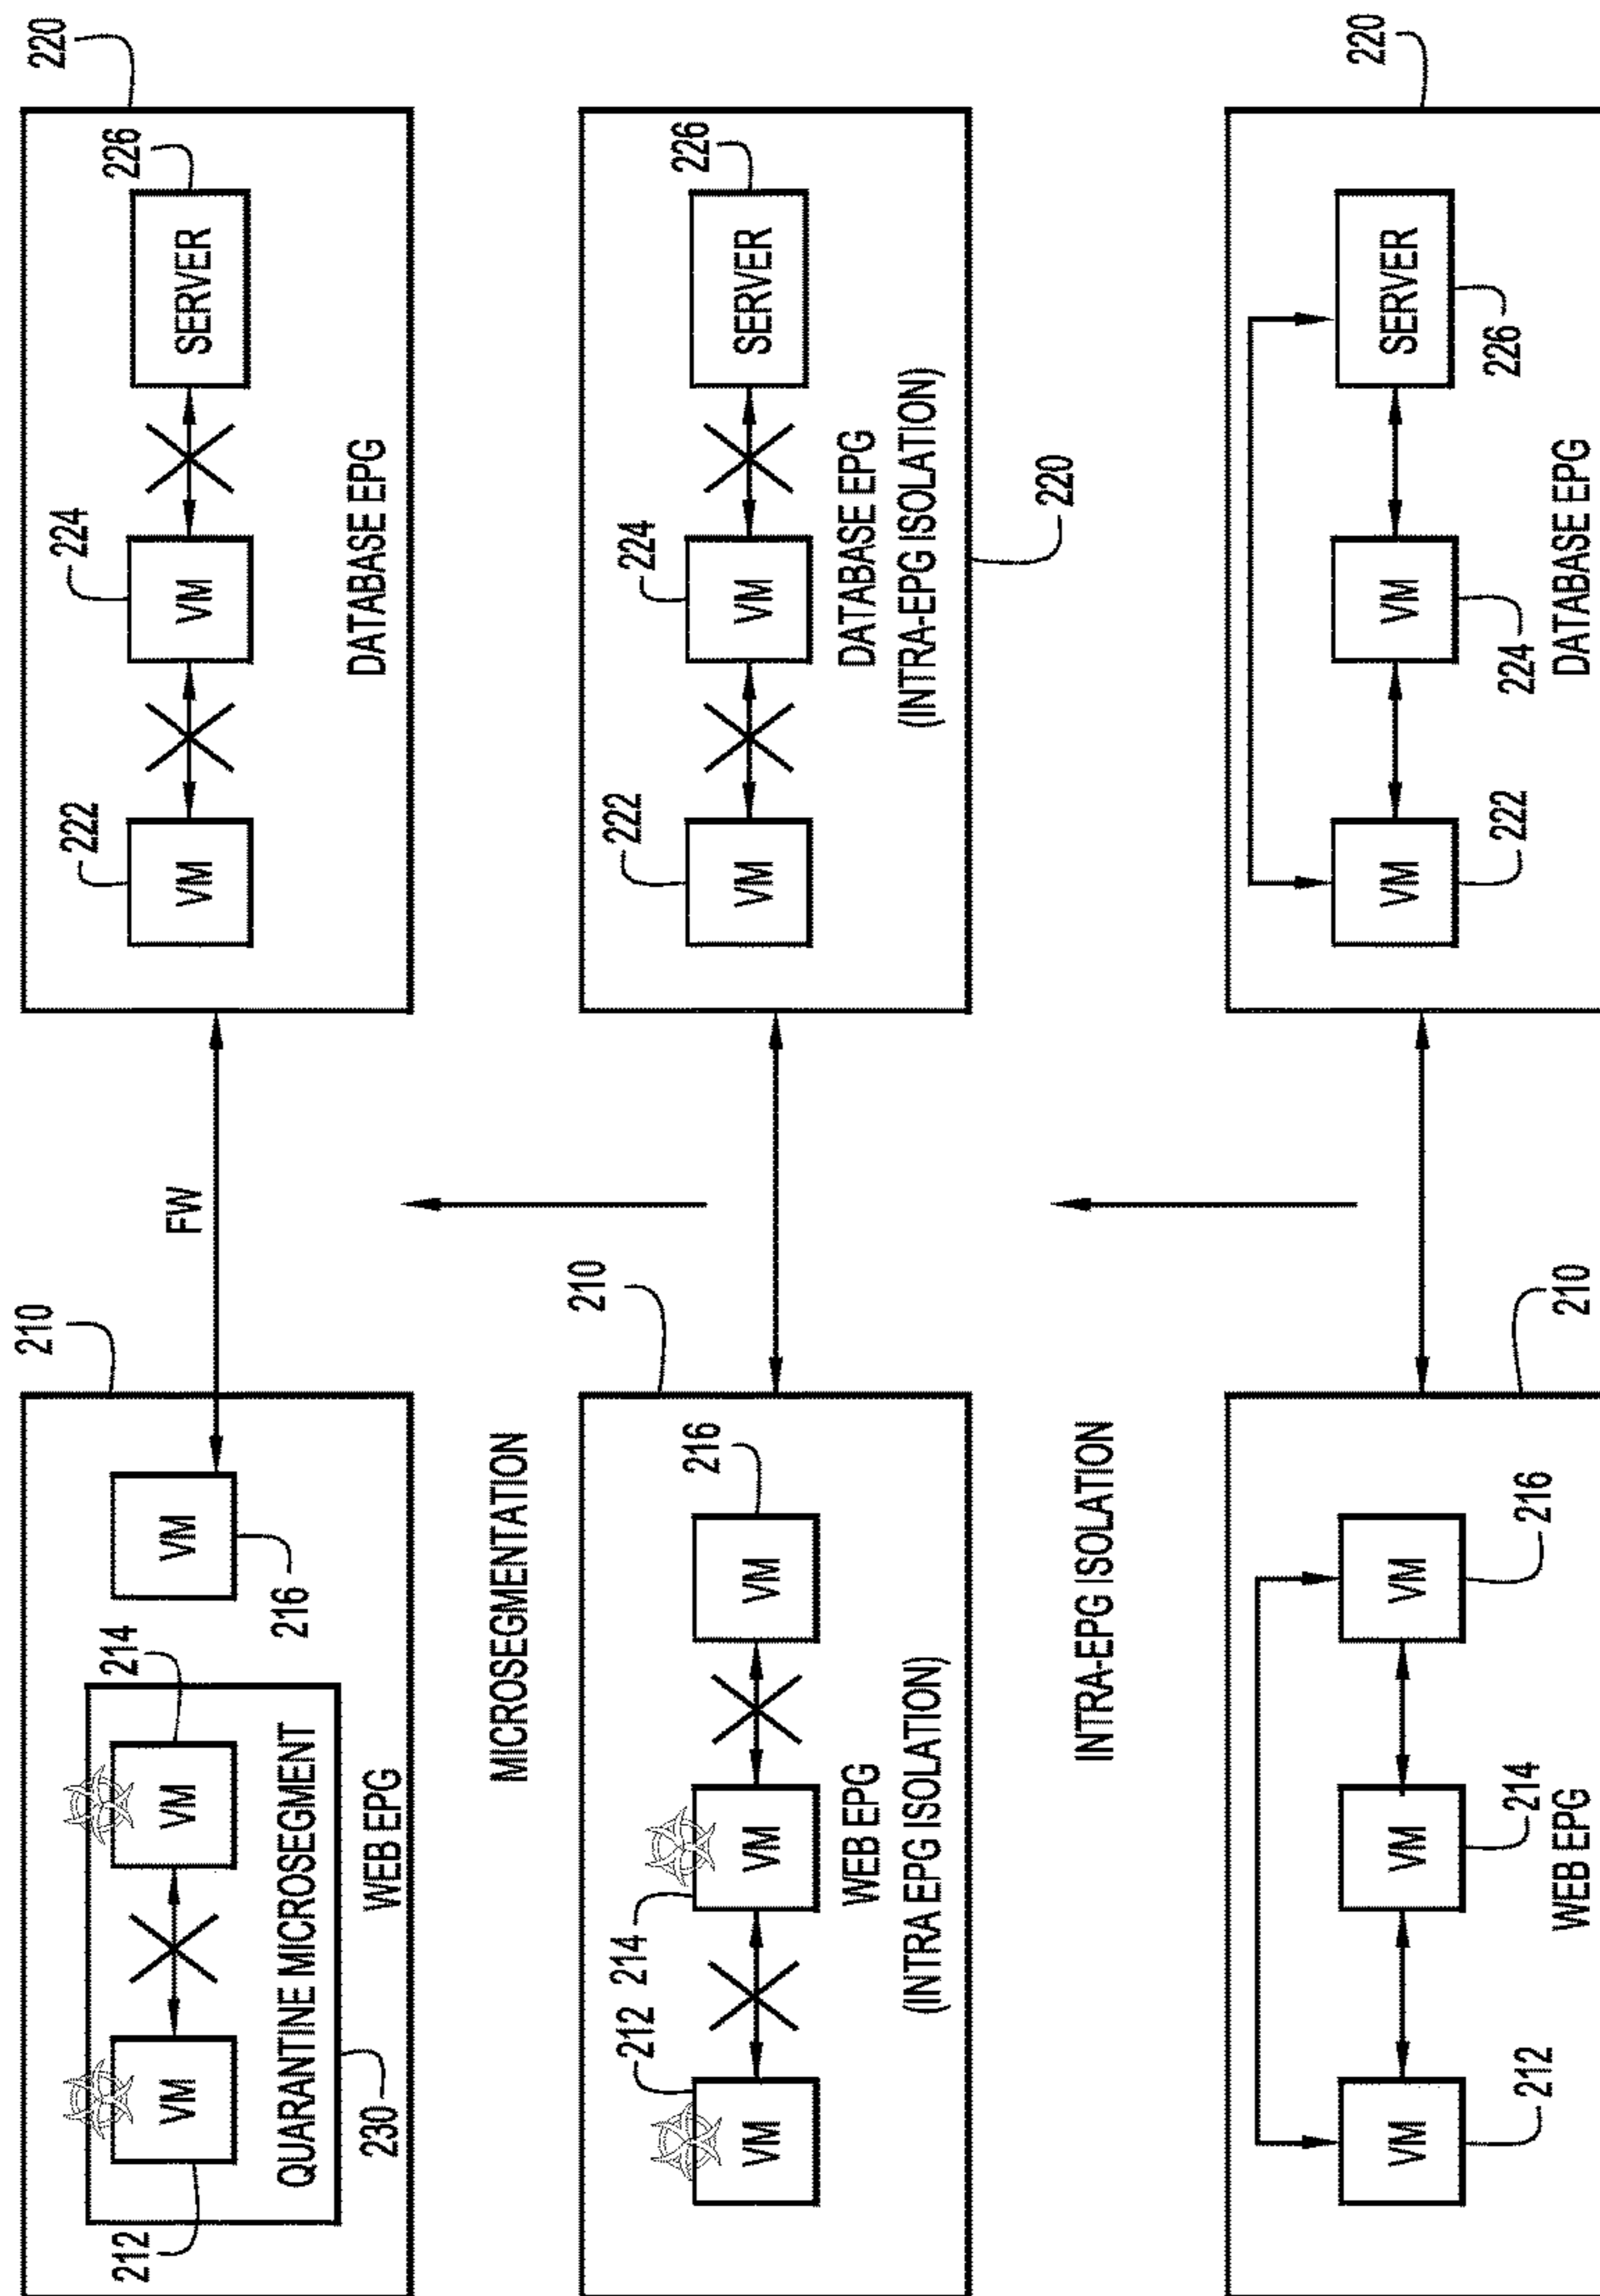 VM
212
VM
214
VM
216
WEB EPG
210
INTRA-EPG ISOLATION
VM
212
VM
214
VM
216
WEB EPG
(INTRA EPG ISOLATION)
210
MICROSEGMENTATION
VM
212
VM
214
QUARANTINE MICROSEGMENT
230
VM
216
WEB EPG
210
FW
VM
222
VM
224
SERVER
226
DATABASE EPG
220
VM
222
VM
224
SERVER
226
DATABASE EPG
(INTRA-EPG ISOLATION)
220
VM
222
VM
224
SERVER
226
DATABASE EPG
220